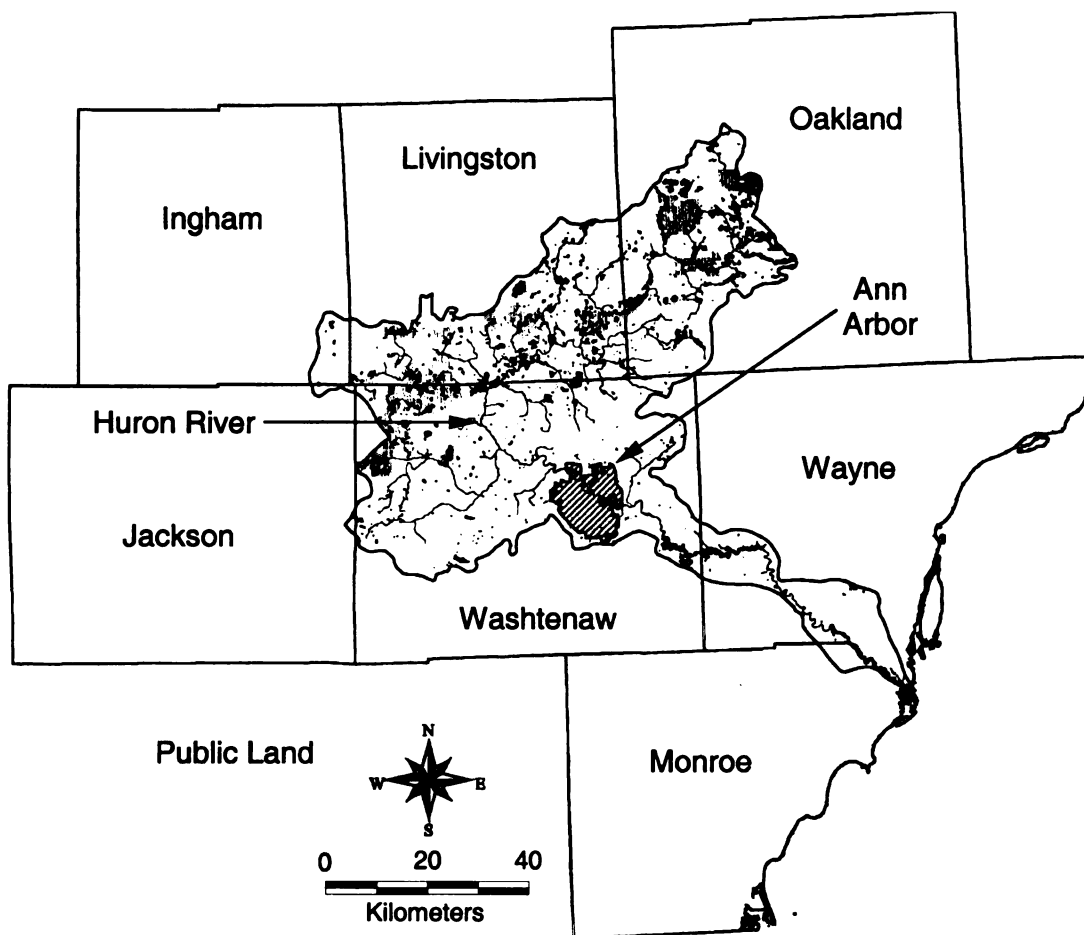 Oakland
Livingston
Ingham
Ann
Arbor
Huron River
Wayne
Jackson
Washtenaw
Public Land
Monroe
N
W
E
S
0 20 40
Kilometers